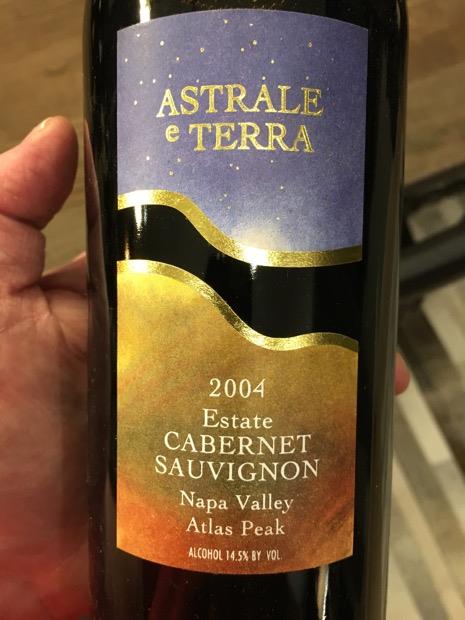 ASTRALE
e TERRA
2004
Estate
CABERNET
SAUVIGNON
Napa Valley
Atlas Peak
ALCOHOL 14.5% BY VOL.